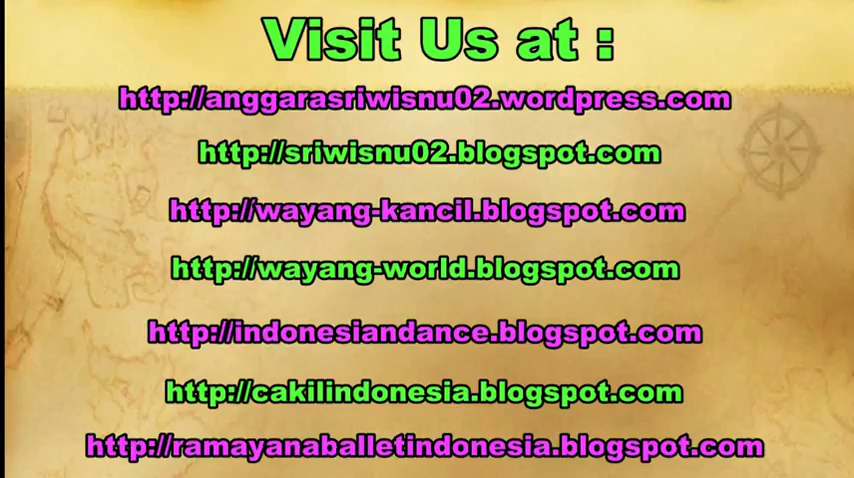 Visit Us at :
http://anggarasriwisnu02.wordpress.com
http://sriwisnu02.blogspot.com
http://wayang-kancil.blogspot.com
http://wayang-world.blogspot.com
http://indonesiandance.blogspot.com
http://cakilindonesia.blogspot.com
http://ramayanaballetindonesia.blogspot.com